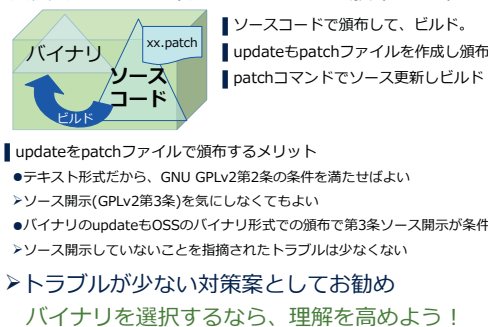 バイナリ
xx.patch
ソース
コード
ビルド
ソースコードで頒布して、ビルド。
updateもpatchファイルを作成し頒布
patchコマンドでソース更新しビルド
updateをpatchファイルで頒布するメリット
●テキスト形式だから、GNU GPLv2第2条の条件を満たせばよい
➢ソース開示(GPLv2第3条)を気にしなくてもよい
●バイナリのupdateもOSSのバイナリ形式での頒布で第3条ソース開示が条件
➢ソース開示していないことを指摘されたトラブルは少なくない
➢トラブルが少ない対策案としてお勧め
バイナリを選択するなら、理解を高めよう！